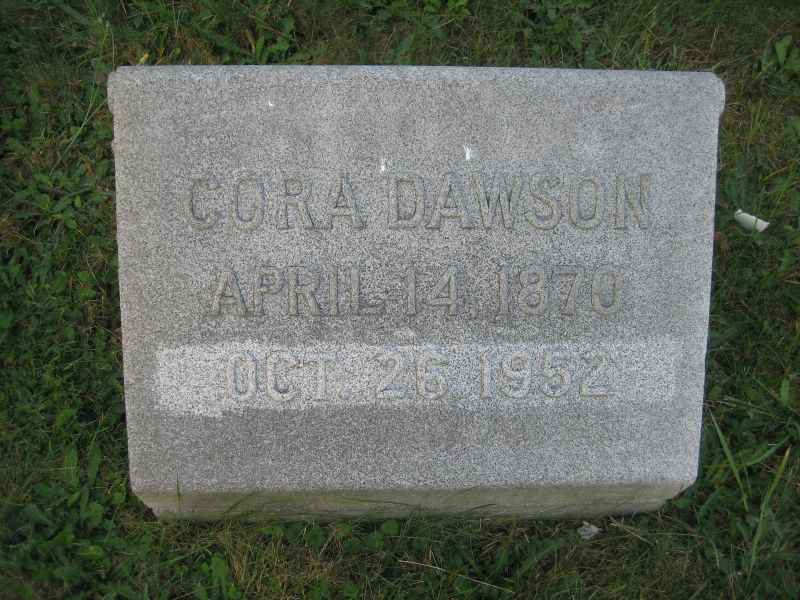 CORA DAWSON
APRIL 14, 1870
OCT. 26 1952